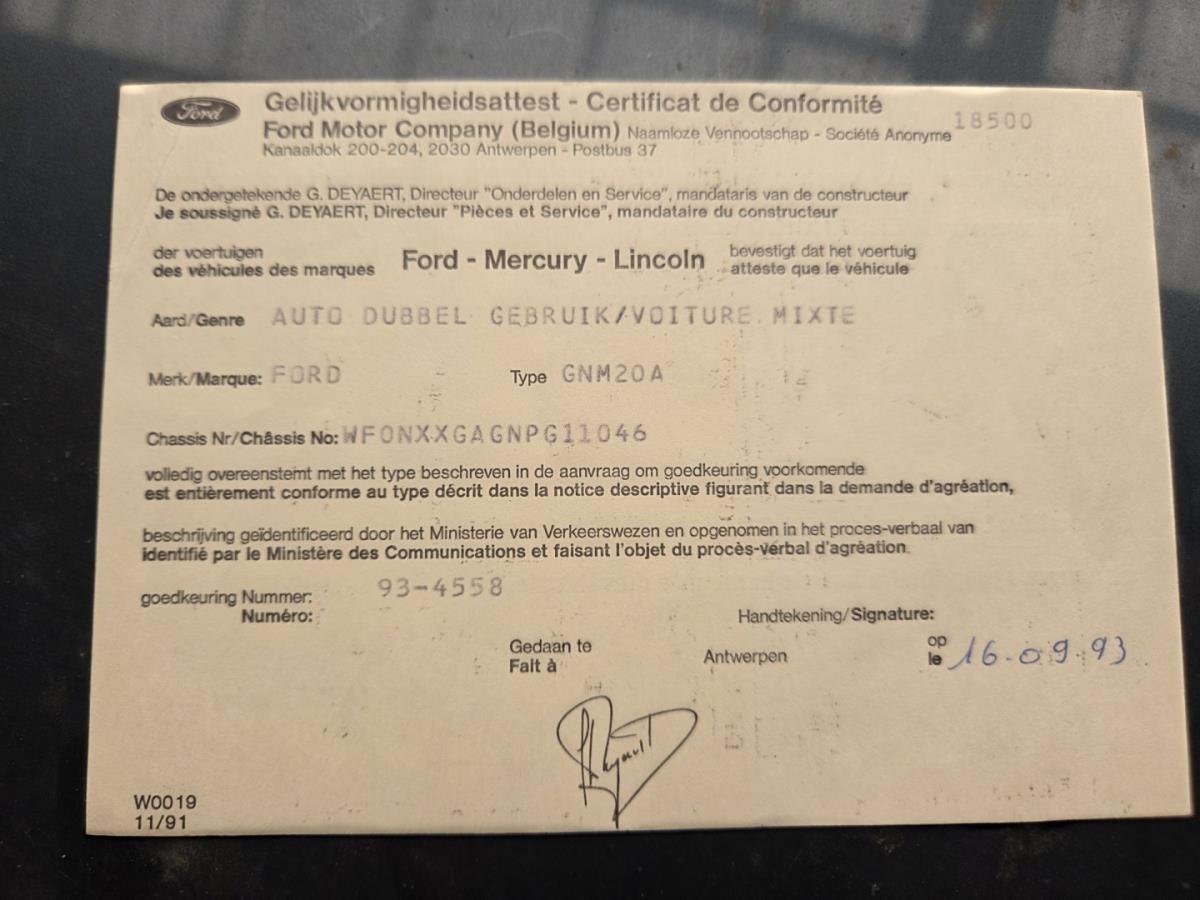 Ford
Gelijkvormigheidsattest - Certificat de Conformité
Ford Motor Company (Belgium) Naamloze Vennootschap - Société Anonyme 18500
Kanaaldok 200-204, 2030 Antwerpen - Postbus 37
De ondergetekende G. DEYAERT, Directeur "Onderdelen en Service", mandataris van de constructeur
Je soussigné G. DEYAERT, Directeur "Pièces et Service", mandataire du constructeur
der voertuigen
des véhicules des marques
Ford - Mercury - Lincoln
bevestigt dat het voertuig
atteste que le véhicule
Aard/Genre AUTO DUBBEL GEBRUIK/VOITURE MIXTE
Merk/Marque: FORD Type GNM20A
Chassis Nr/Châssis No: WFONXXGAGNPG11046
volledig overeenstemt met het type beschreven in de aanvraag om goedkeuring voorkomende
est entièrement conforme au type décrit dans la notice descriptive figurant dans la demande d'agréation,
beschrijving geïdentificeerd door het Ministerie van Verkeerswezen en opgenomen in het proces-verbaal van
identifié par le Ministère des Communications et faisant l'objet du procès-verbal d'agréation.
goedkeuring Nummer: 93-4558
Numéro:
Handtekening/Signature:
Gedaan te
Fait à
Antwerpen
op
le 16.09.93
W0019
11/91